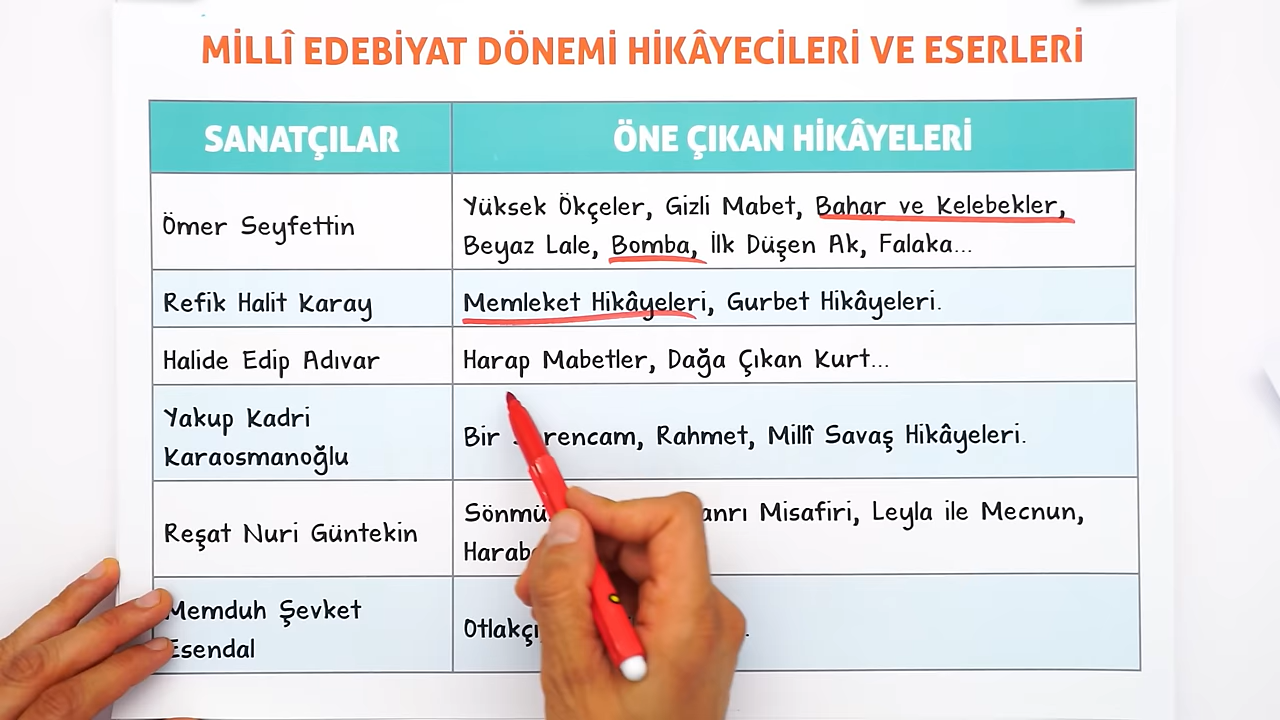 MİLLÎ EDEBİYAT DÖNEMİ HİKÂYECİLERİ VE ESERLERİ
SANATÇILAR
ÖNE ÇIKAN HİKÂYELERİ
Ömer Seyfettin
Yüksek Ökçeler, Gizli Mabet, Bahar ve Kelebekler,
Beyaz Lale, Bomba, İlk Düşen Ak, Falaka...
Refik Halit Karay
Memleket Hikâyeleri, Gurbet Hikâyeleri.
Halide Edip Adıvar
Harap Mabetler, Dağa Çıkan Kurt...
Yakup Kadri
Karaosmanoğlu
Bir Rahmet, Millî Savaş Hikâyeleri.
Reşat Nuri Güntekin
Misafiri, Leyla ile Mecnun,
Memduh Şevket
Esendal